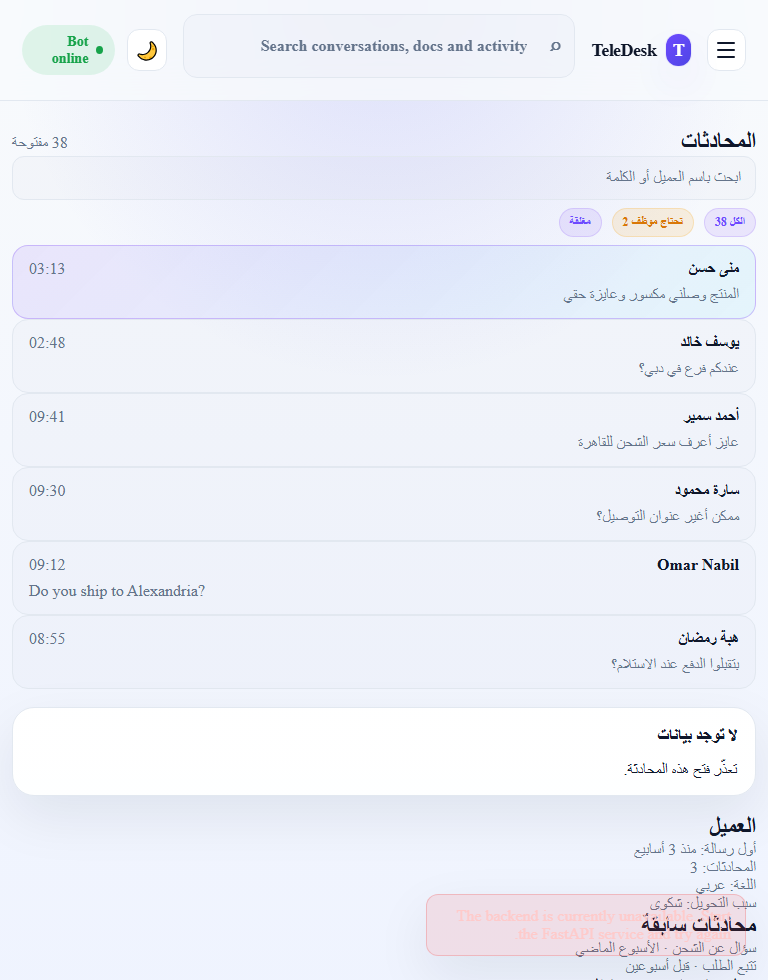 TeleDesk
T
Search conversations, docs and activity
Bot online
المحادثات
38 مفتوحة
ابحث باسم العميل أو الكلمة
الكل 38
تحتاج موظف 2
مغلقة
منى حسن
03:13
المنتج وصلني مكسور وعايزة حقي
يوسف خالد
02:48
عندكم فرع في دبي؟
أحمد سمير
09:41
عايز أعرف سعر الشحن للقاهرة
سارة محمود
09:30
ممكن أغير عنوان التوصيل؟
Omar Nabil
09:12
Do you ship to Alexandria?
هبة رمضان
08:55
بتقبلوا الدفع عند الاستلام؟
لا توجد بيانات
تعذّر فتح هذه المحادثة.
العميل
أول رسالة: منذ 3 أسابيع
المحادثات: 3
اللغة: عربي
سبب التحويل: شكوى
The backend is currently
the FastAPI service
محادثات سابقة
سؤال عن الشحن · الأسبوع الماضي
تتبع الطلب · قبل أسبوعين